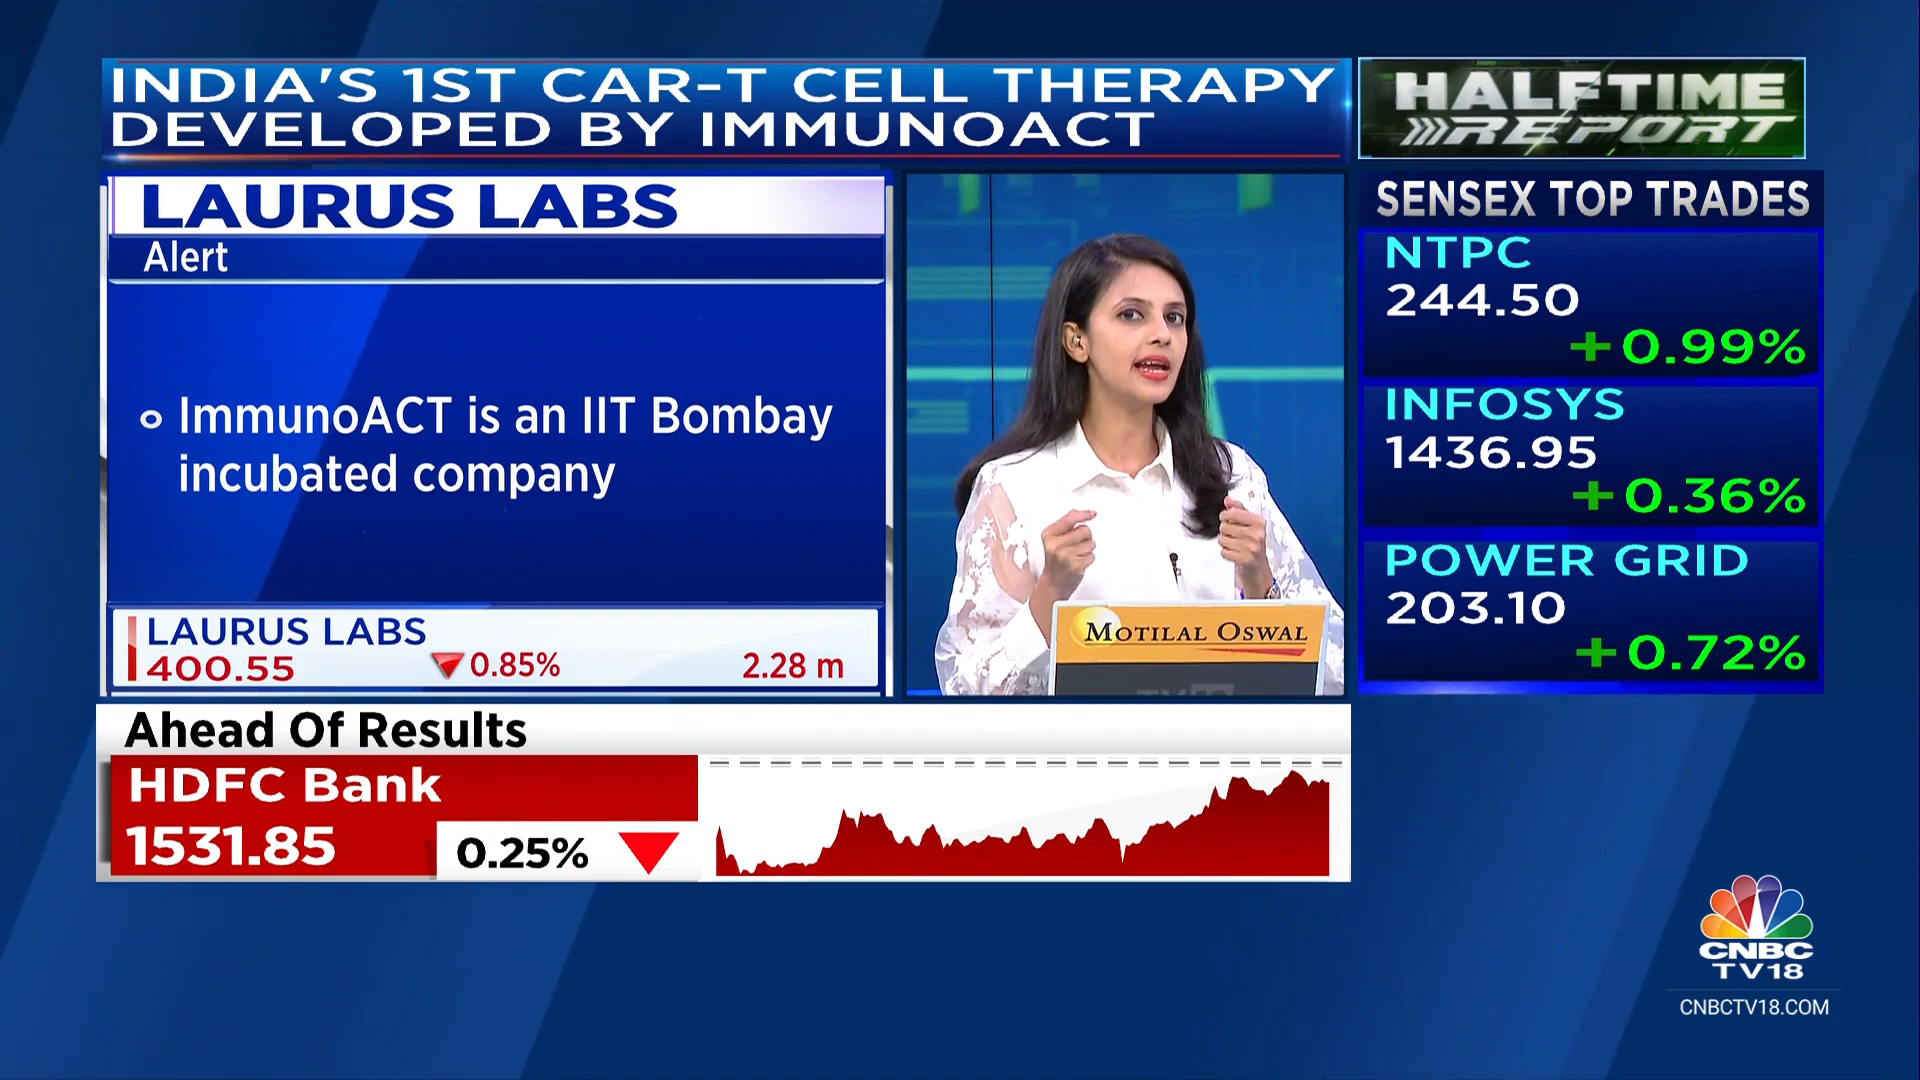 INDIA'S 1ST CAR-T CELL THERAPY
DEVELOPED BY IMMUNOACT
HALFTIME
REPORT
LAURUS LABS
Alert
ImmunoACT is an IIT Bombay
incubated company
LAURUS LABS
400.55 0.85% 2.28 m
MOTILAL OSWAL
TV18
SENSEX TOP TRADES
NTPC
244.50
+0.99%
INFOSYS
1436.95
+0.36%
POWER GRID
203.10
+0.72%
Ahead Of Results
HDFC Bank
1531.85
0.25%
CNBC
TV18
CNBCTV18.COM